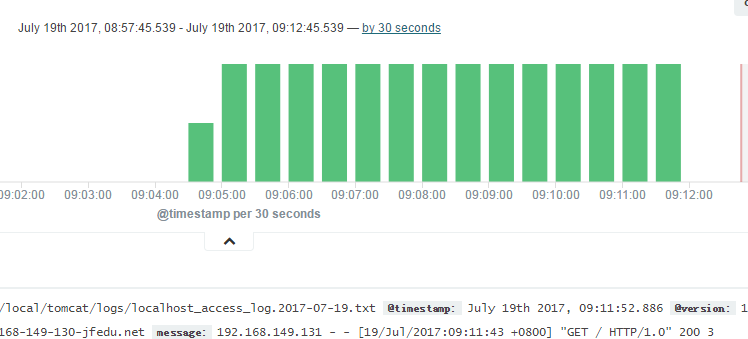 July 19th 2017, 08:57:45.539 - July 19th 2017, 09:12:45.539 — by 30 seconds
09:02:00 09:03:00 09:04:00 09:05:00 09:06:00 09:07:00 09:08:00 09:09:00 09:10:00 09:11:00 09:12:00
@timestamp per 30 seconds
/local/tomcat/logs/localhost_access_log.2017-07-19.txt @timestamp: July 19th 2017, 09:11:52.886 @version: 1
168-149-130-jfedu.net message: 192.168.149.131 - - [19/Jul/2017:09:11:43 +0800] "GET / HTTP/1.0" 200 3